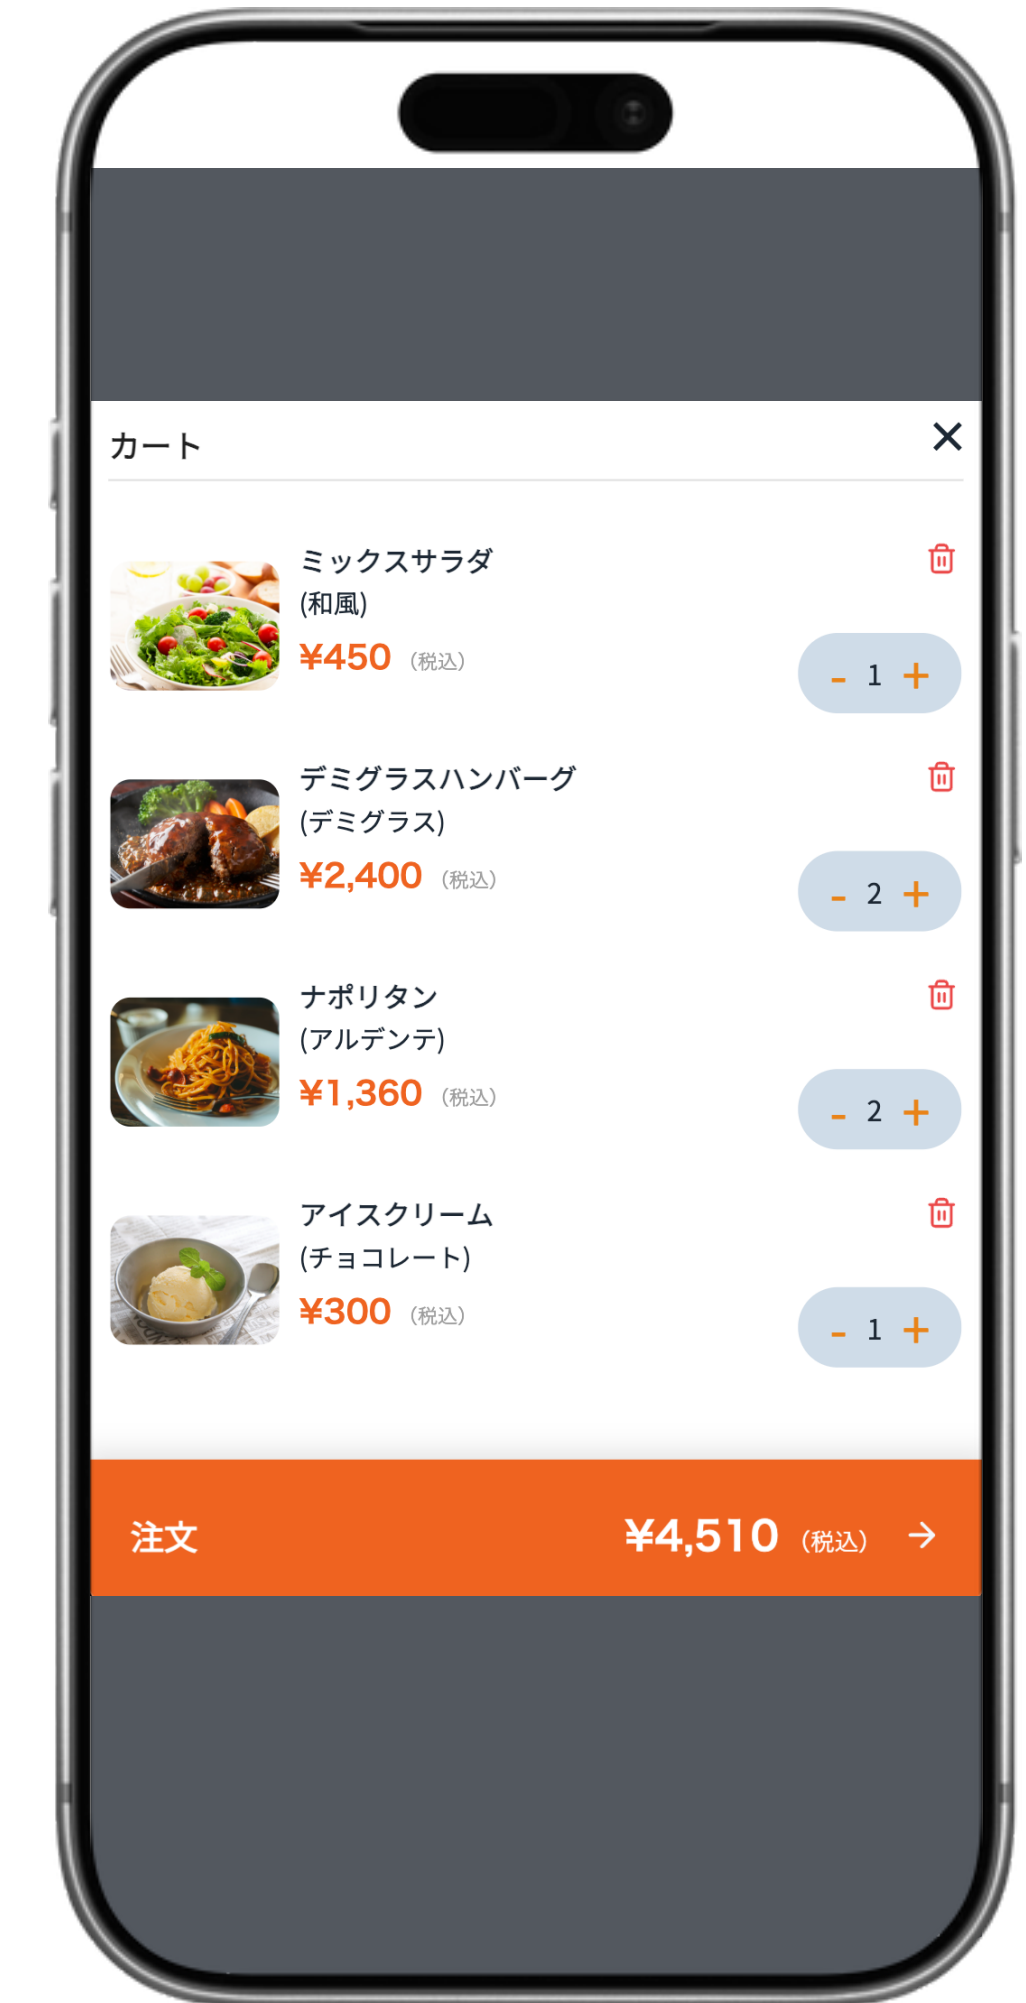 カート
ミックスサラダ
(和風)
¥450 (税込)
- 1 +
デミグラスハンバーグ
(デミグラス)
¥2,400 (税込)
- 2 +
ナポリタン
(アルデンテ)
¥1,360 (税込)
- 2 +
アイスクリーム
(チョコレート)
¥300 (税込)
- 1 +
注文 ¥4,510 (税込) →